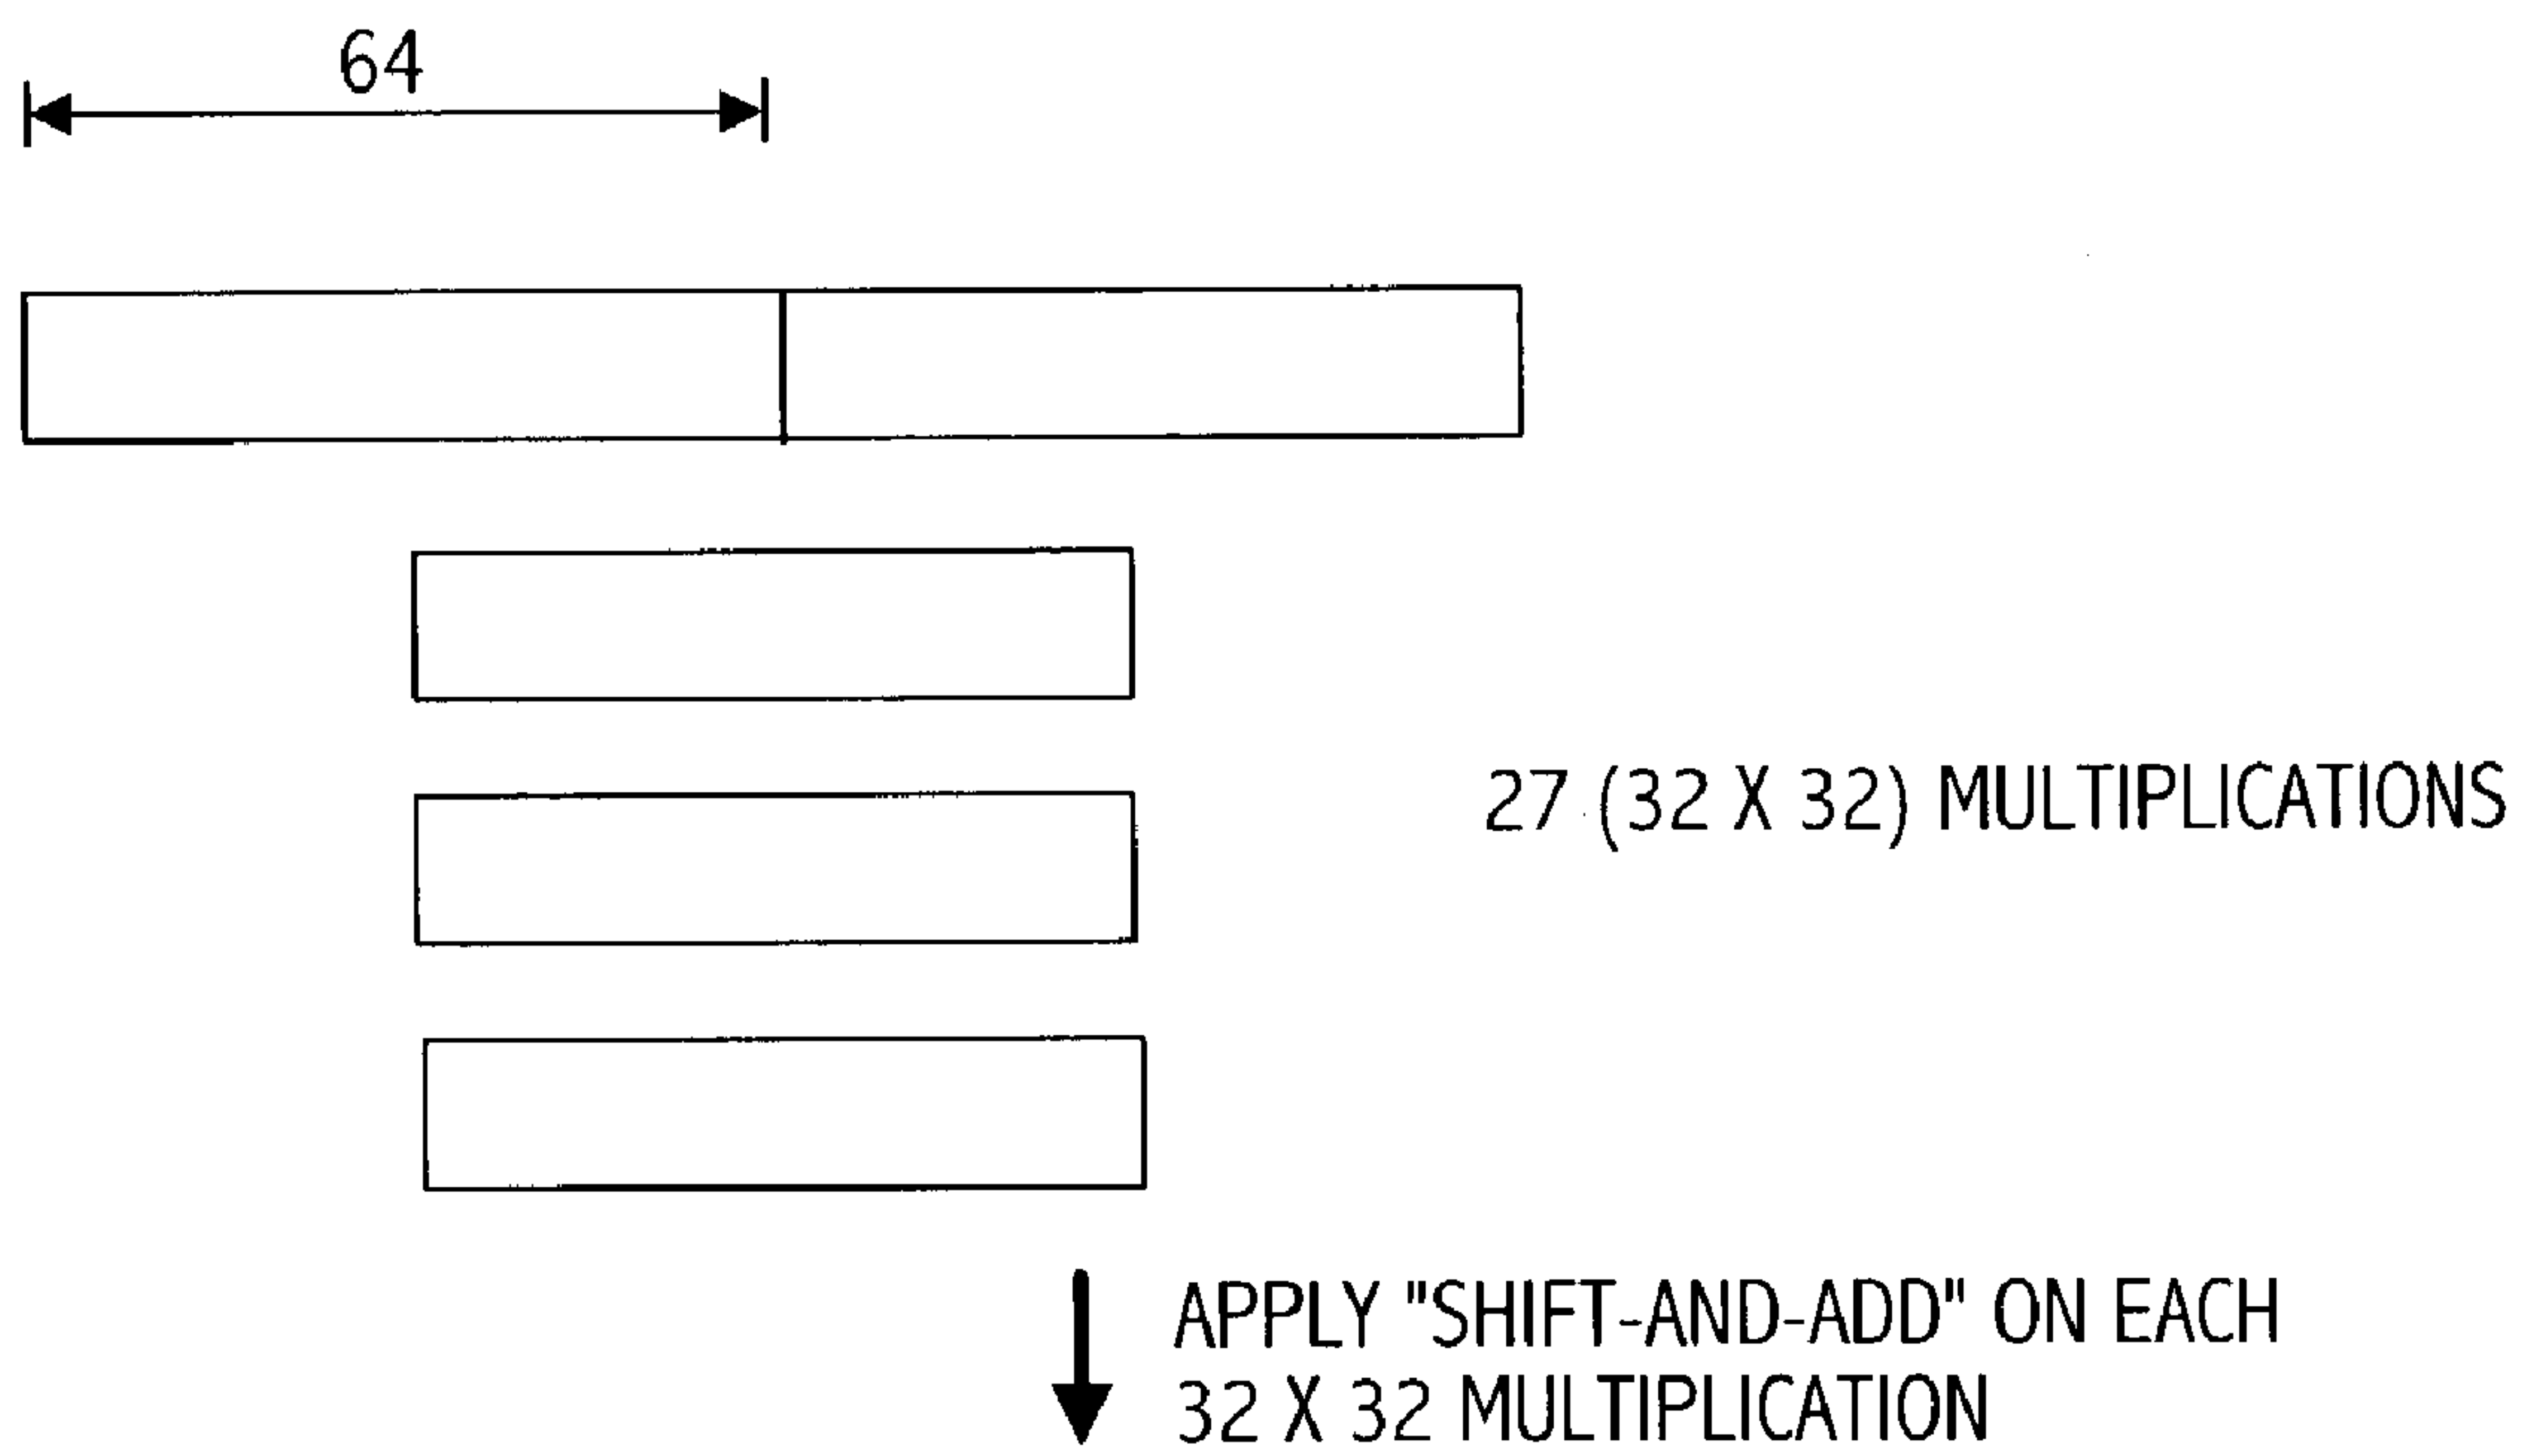 64
27 (32 X 32) MULTIPLICATIONS
APPLY "SHIFT-AND-ADD" ON EACH
32 X 32 MULTIPLICATION